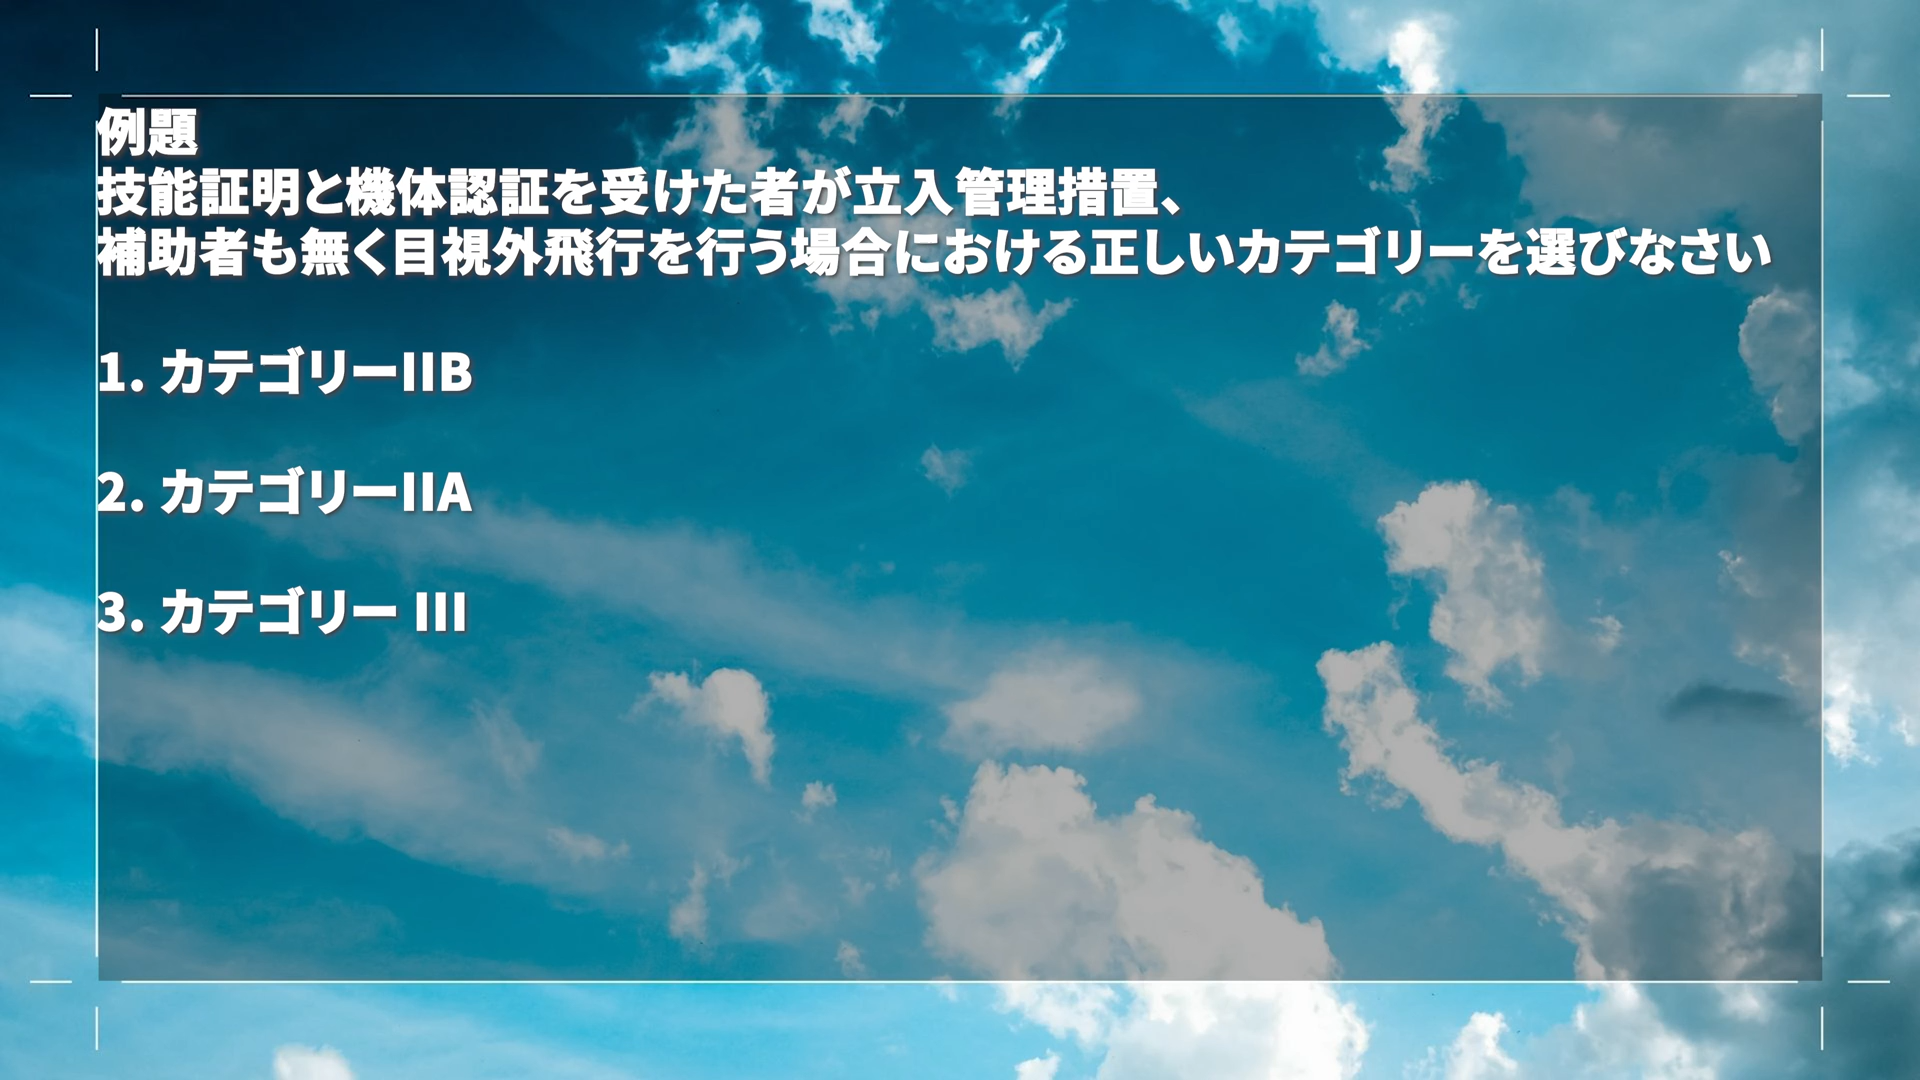 例題
技能証明と機体認証を受けた者が立入管理措置、
補助者も無く目視外飛行を行う場合における正しいカテゴリーを選びなさい
1. カテゴリーIIB
2. カテゴリーIIA
3. カテゴリー III